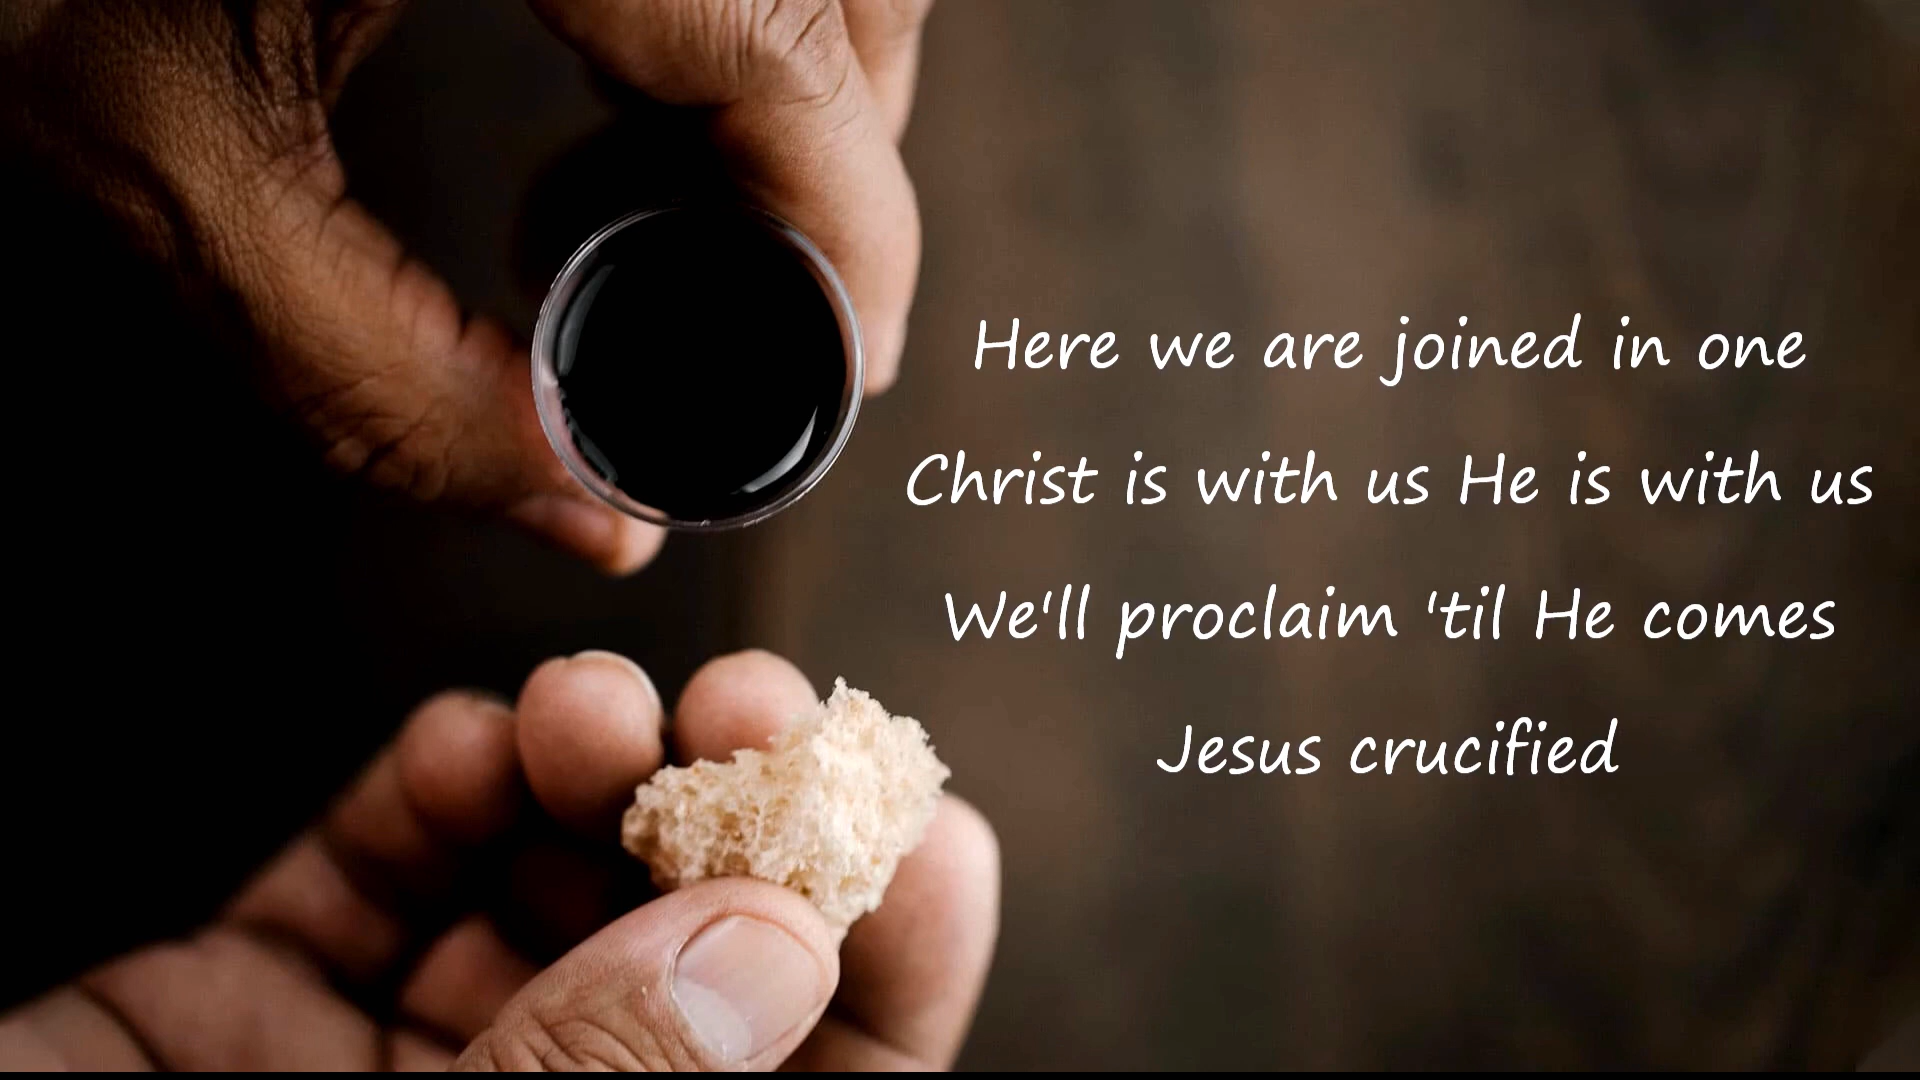 Here we are joined in one
Christ is with us He is with us
We'll proclaim 'til He comes
Jesus crucified